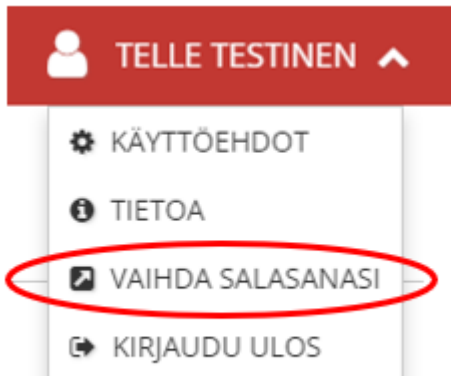 TELLE TESTINEN
KÄYTTÖEHDOT
TIETOA
VAIHDA SALASANASI
KIRJAUDU ULOS